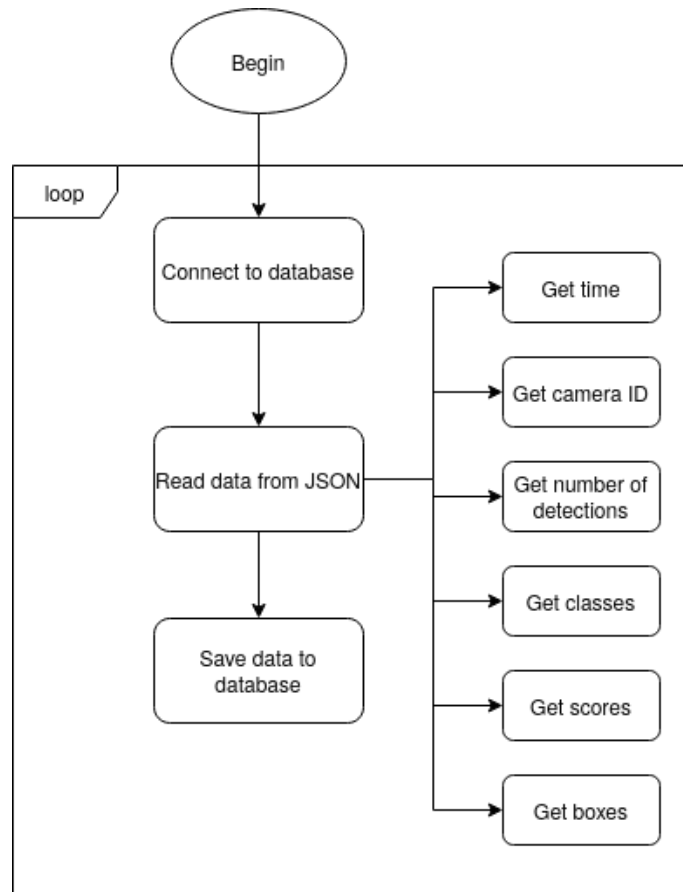 Begin
loop
Connect to database
Read data from JSON
Save data to
database
Get time
Get camera ID
Get number of
detections
Get classes
Get scores
Get boxes